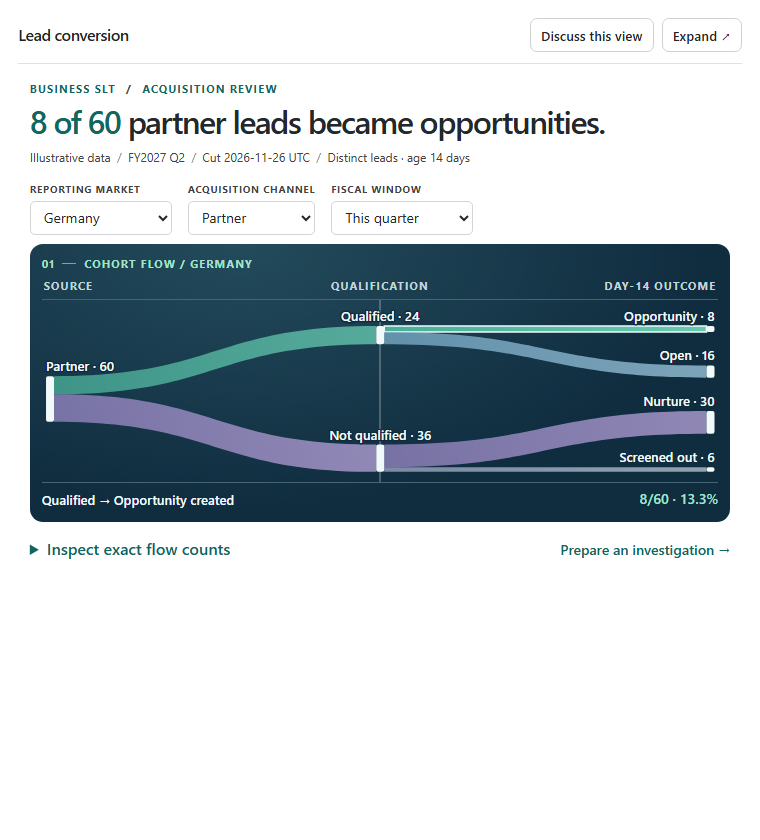 Lead conversion
Discuss this view
Expand ↗
BUSINESS SLT / ACQUISITION REVIEW
8 of 60 partner leads became opportunities.
Illustrative data / FY2027 Q2 / Cut 2026-11-26 UTC / Distinct leads · age 14 days
REPORTING MARKET
ACQUISITION CHANNEL
FISCAL WINDOW
Germany
Partner
This quarter
01 — COHORT FLOW / GERMANY
SOURCE
QUALIFICATION
DAY-14 OUTCOME
Qualified · 24
Opportunity · 8
Open · 16
Partner · 60
Nurture · 30
Not qualified · 36
Screened out · 6
Qualified → Opportunity created
8/60 · 13.3%
▶ Inspect exact flow counts
Prepare an investigation →